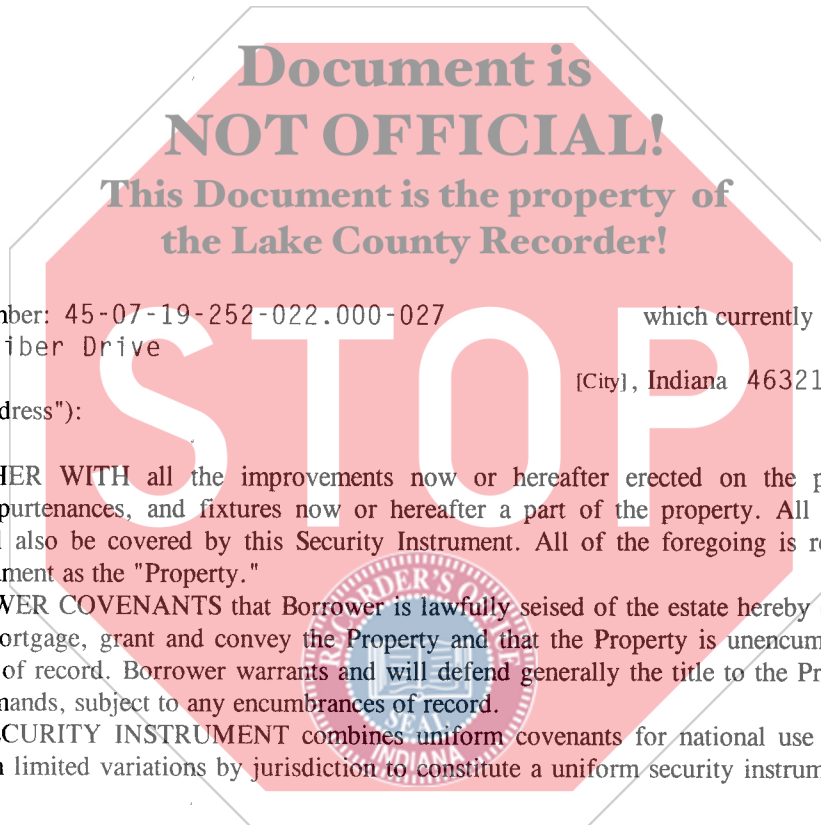 Document is
NOT OFFICIAL!
This Document is the property of
the Lake County Recorder!
STOP
nber: 45-07-19-252-022.000-027 which currently
iber Drive
[City], Indiana 46321
dress"):
HER WITH all the improvements now or hereafter erected on the p
purtenances, and fixtures now or hereafter a part of the property. All
l also be covered by this Security Instrument. All of the foregoing is re
ment as the "Property."
WER COVENANTS that Borrower is lawfully seised of the estate hereby
ortgage, grant and convey the Property and that the Property is unencum
of record. Borrower warrants and will defend generally the title to the Pr
nands, subject to any encumbrances of record.
CURITY INSTRUMENT combines uniform covenants for national use
n limited variations by jurisdiction to constitute a uniform security instrum
RECORDER'S OFFICE
SEAL
INDIANA